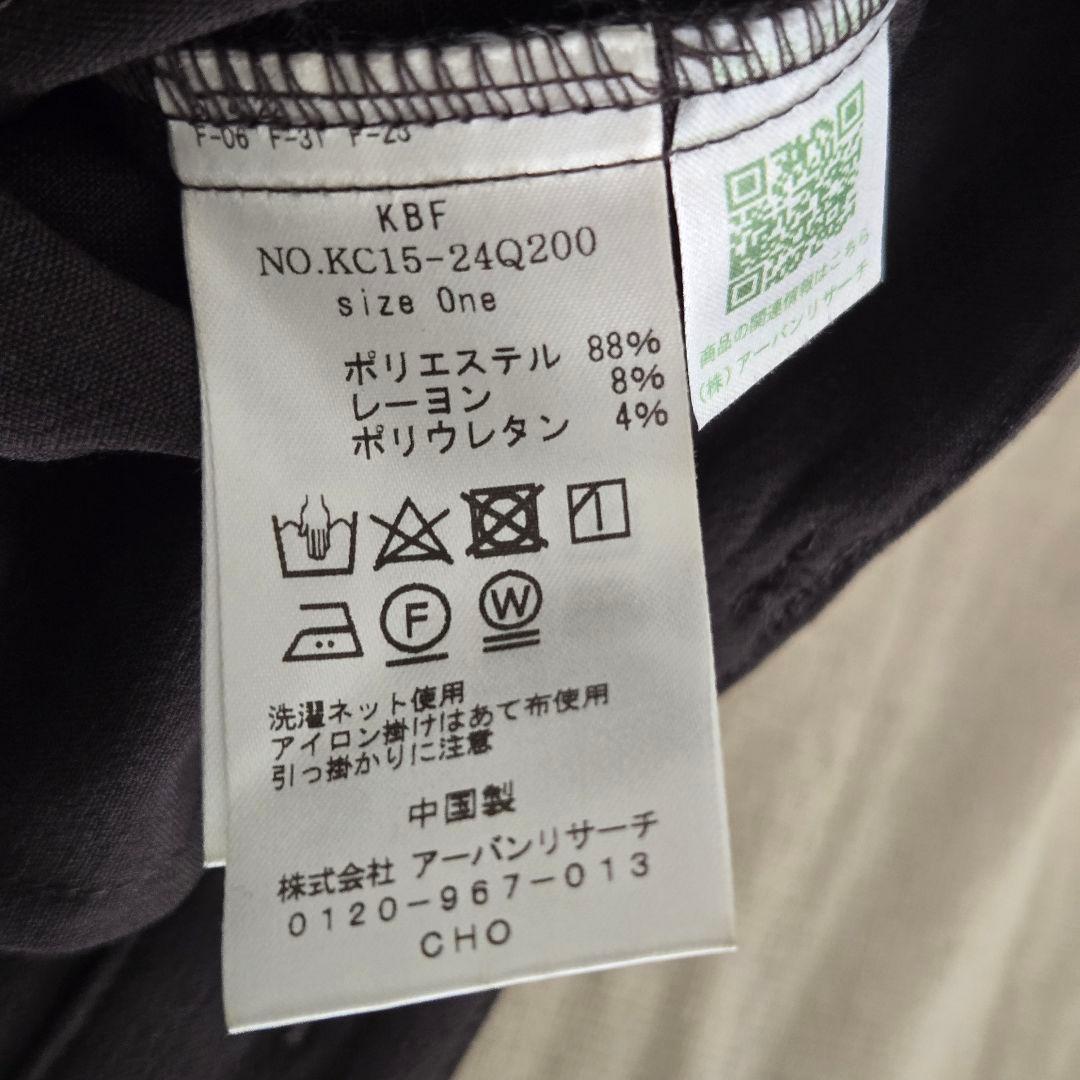 F-06 F-31 F-23
KBF
NO.KC15-24Q200
size One
ポリエステル 88%
レーヨン 8%
ポリウレタン 4%
F
W
洗濯ネット使用
アイロン掛けはあて布使用
引っ掛かりに注意
中国製
株式会社 アーバンリサーチ
0120-967-013
CHO
商品の関連情報はこちら
(株)アーバンリサーチ